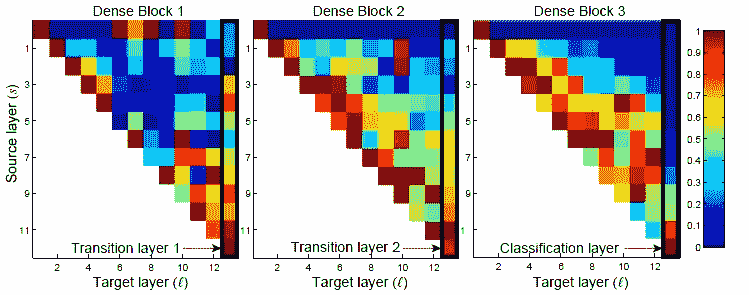 Dense Block 1
Dense Block 2
Dense Block 3
Source layer (s)
1
3
5
7
9
11
1
3
5
7
9
1
1
3
5
7
9
1
Transition layer 1
Transition layer 2
Classification layer
2 4 6 8 10 12
2 4 6 8 10 12
2 4 6 8 10 12
Target layer (ℓ)
Target layer (ℓ)
Target layer (ℓ)
1
0.9
0.8
0.7
0.6
0.5
0.4
0.3
0.2
0.1
0